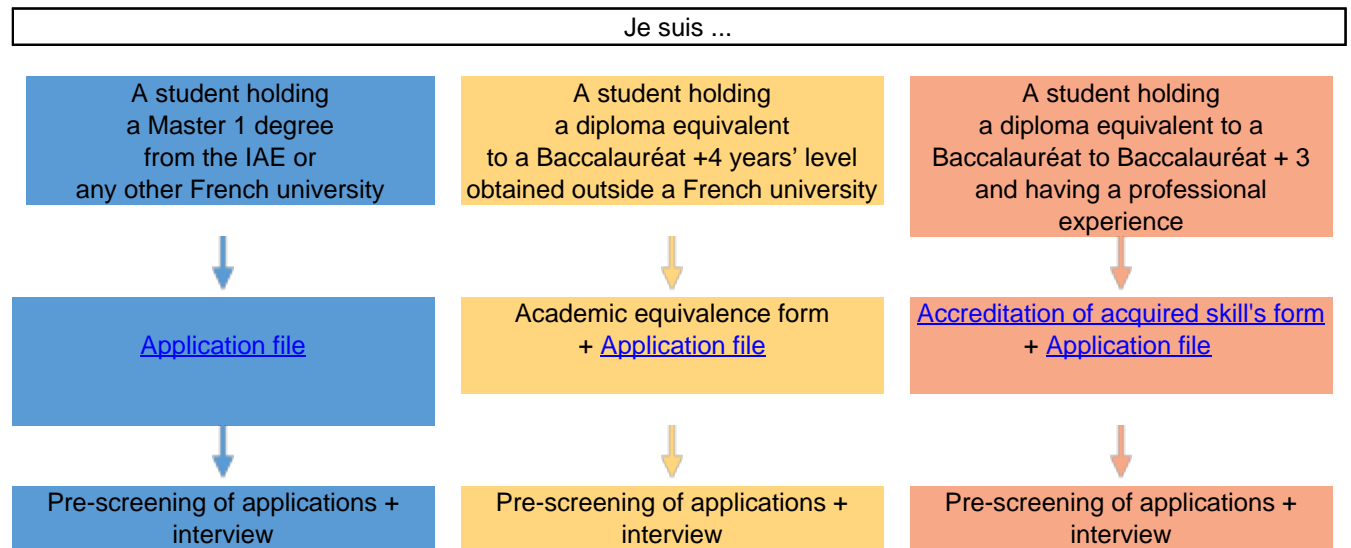 Je suis ...
A student holding
a Master 1 degree
from the IAE or
any other French university
A student holding
a diploma equivalent
to a Baccalauréat +4 years’ level
obtained outside a French university
A student holding
a diploma equivalent to a
Baccalauréat to Baccalauréat + 3
and having a professional
experience
Application file
Academic equivalence form
+ Application file
Accreditation of acquired skill's form
+ Application file
Pre-screening of applications +
interview
Pre-screening of applications +
interview
Pre-screening of applications +
interview